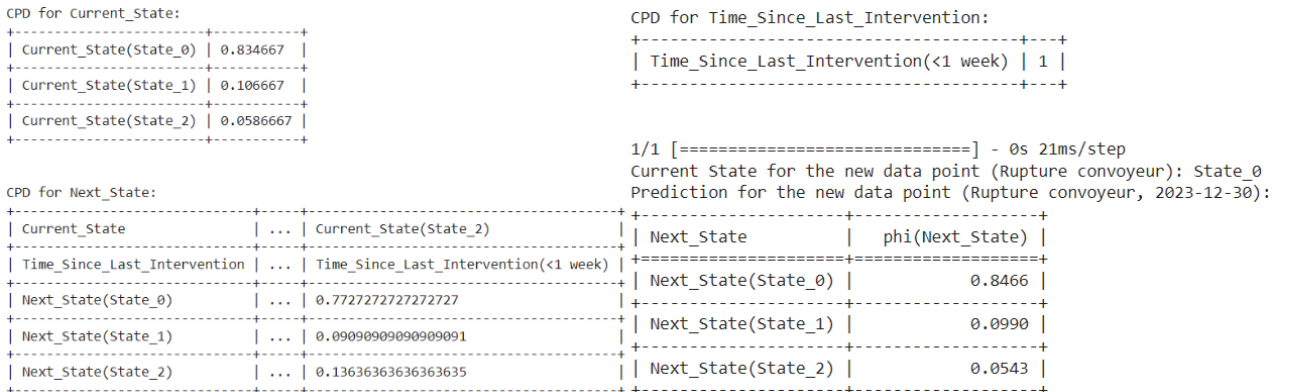 CPD for Current_State:
+-----------------------+-----------+
| Current_State(State_0) | 0.834667 |
+-----------------------+-----------+
| Current_State(State_1) | 0.106667 |
+-----------------------+-----------+
| Current_State(State_2) | 0.0586667 |
+-----------------------+-----------+
CPD for Next_State:
+----------------------------+-----+-------------------------------------+
| Current_State | ... | Current_State(State_2) |
+----------------------------+-----+-------------------------------------+
| Time_Since_Last_Intervention | ... | Time_Since_Last_Intervention(<1 week) |
+----------------------------+-----+-------------------------------------+
| Next_State(State_0) | ... | 0.7727272727272727 |
+----------------------------+-----+-------------------------------------+
| Next_State(State_1) | ... | 0.09090909090909091 |
+----------------------------+-----+-------------------------------------+
| Next_State(State_2) | ... | 0.13636363636363635 |
+----------------------------+-----+-------------------------------------+
CPD for Time_Since_Last_Intervention:
+---------------------------------------+---+
| Time_Since_Last_Intervention(<1 week) | 1 |
+---------------------------------------+---+
1/1 [==============================] - 0s 21ms/step
Current State for the new data point (Rupture convoyeur): State_0
Prediction for the new data point (Rupture convoyeur, 2023-12-30):
+---------------------+-------------------+
| Next_State | phi(Next_State) |
+=====================+===================+
| Next_State(State_0) | 0.8466 |
+---------------------+-------------------+
| Next_State(State_1) | 0.0990 |
+---------------------+-------------------+
| Next_State(State_2) | 0.0543 |
+---------------------+-------------------+